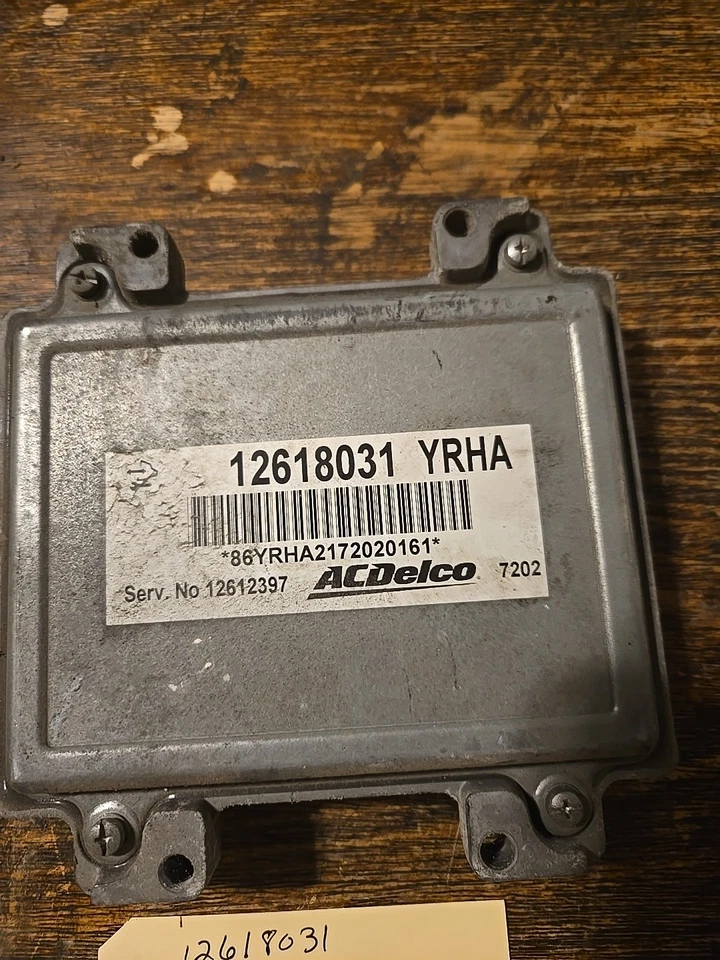 12618031 YRHA
*86YRHA2172020161*
Serv. No 12612397 ACDelco 7202
12618031